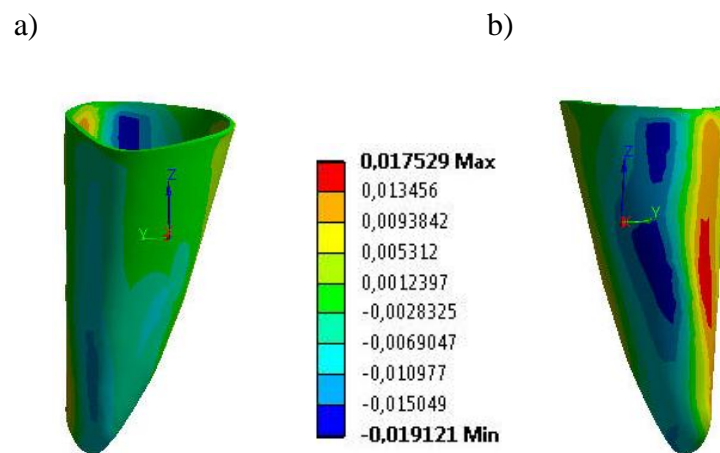 a)
b)
0,017529 Max
0,013456
0,0093842
0,005312
0,0012397
-0,0028325
-0,0069047
-0,010977
-0,015049
-0,019121 Min
Z
Y
Z
Y